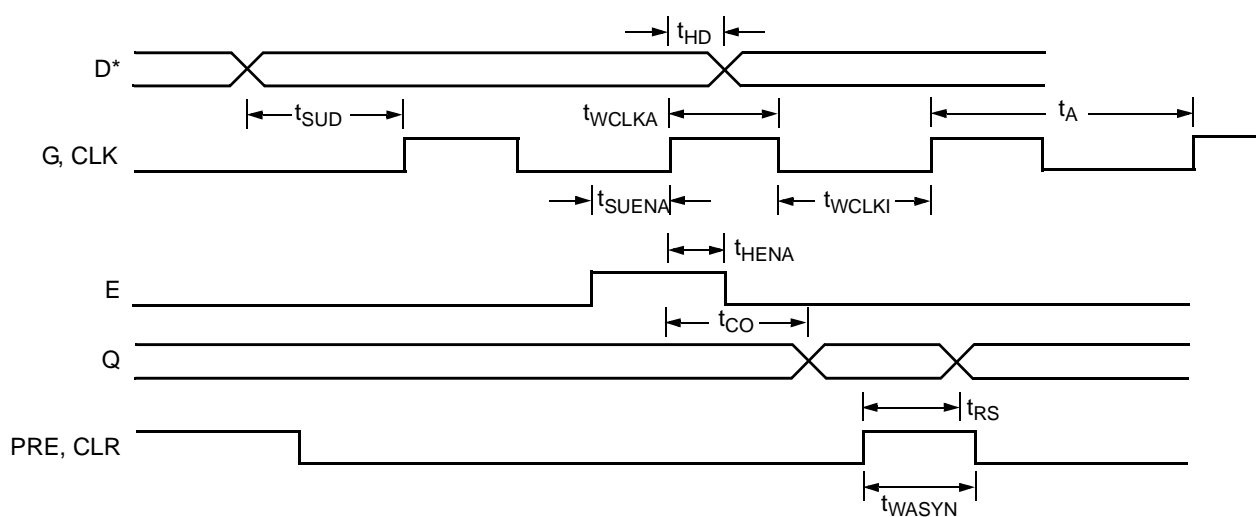 tHD
D*
tSUD
tWCLKA
tA
G, CLK
tSUENA
tWCLKI
tHENA
E
tCO
Q
tRS
PRE, CLR
tWASYN